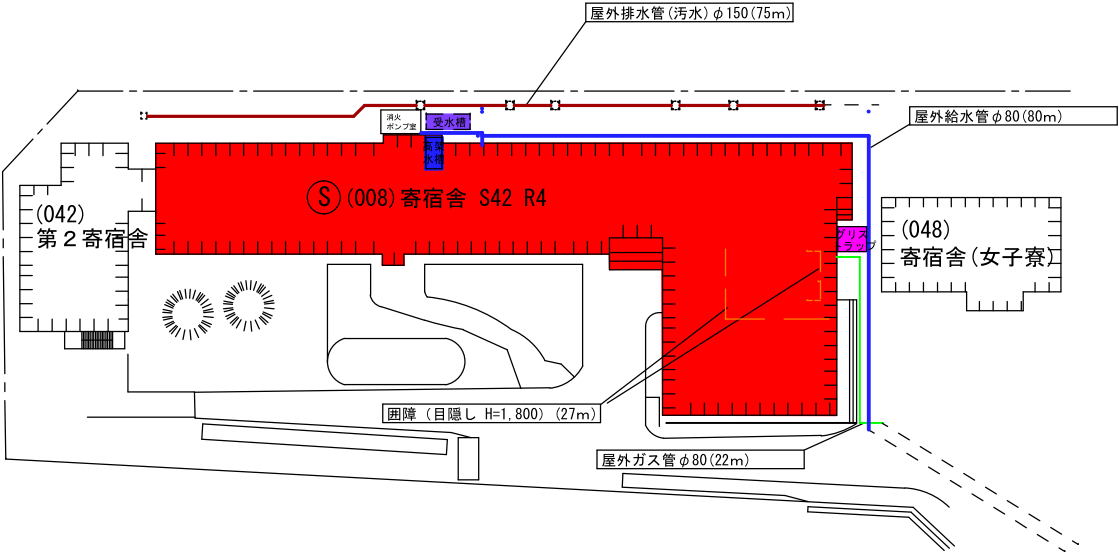 屋外排水管(汚水)φ150(75m)
消火
ポンプ室
受水槽
屋外給水管φ80(80m)
高架
水槽
S (008)寄宿舎 S42 R4
(042)
第2寄宿舎
グリス
トラップ
(048)
寄宿舎(女子寮)
囲障 (目隠し H=1,800) (27m)
屋外ガス管φ80(22m)